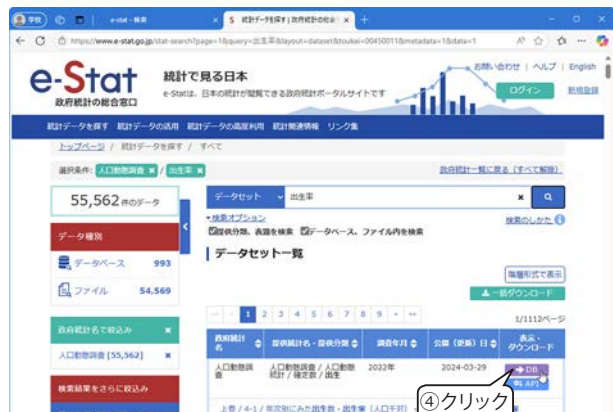 学校
e-stat - 検索
統計データを探す | 政府統計の総合
https://www.e-stat.go.jp/stat-search?page=1&query=出生率&layout=dataset&toukei=00450011&metadata=1&data=1
e-Stat
政府統計の総合窓口
統計で見る日本
e-Statは、日本の統計が閲覧できる政府統計ポータルサイトです
お問い合わせ | ヘルプ | English
ログイン
新規登録
統計データを探す 統計データの活用 統計データの高度利用 統計関連情報 リンク集
トップページ / 統計データを探す / すべて
選択条件: 人口動態調査 × / 出生率 ×
政府統計一覧に戻る（すべて解除）
55,562 件のデータ
データセット 出生率
検索オプション
検索のしかた
提供分類、表題を検索 データベース、ファイル内を検索
データ種別
データベース 993
ファイル 54,569
データセット一覧
階層形式で表示
一括ダウンロード
1 2 3 4 5 6 7 8 9
1/1112ページ
政府統計名で絞込み ×
人口動態調査 [55,562] ×
検索結果をさらに絞込み
政府統計名 提供統計名・提供分類 調査年月 公開（更新）日 表示・ダウンロード
人口動態調査 人口動態調査 / 人口動態統計 / 確定数 / 出生 2022年 2024-03-29 DB
API
上巻 / 4-1 / 年次別にみた出生数・出生率（人口千対）・
④クリック